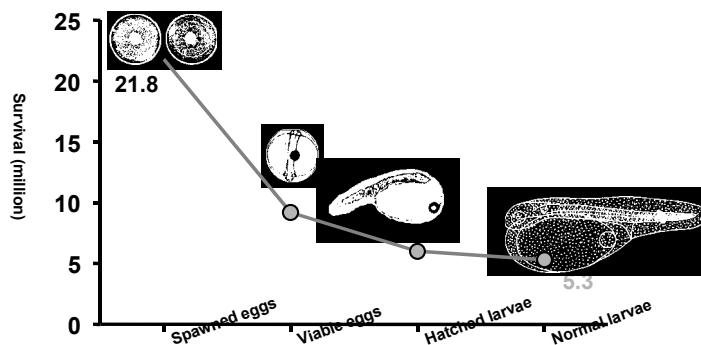 25
20
15
10
5
0
Survival (million)
21.8
5.3
Spawned eggs
Viable eggs
Hatched larvae
Normal larvae